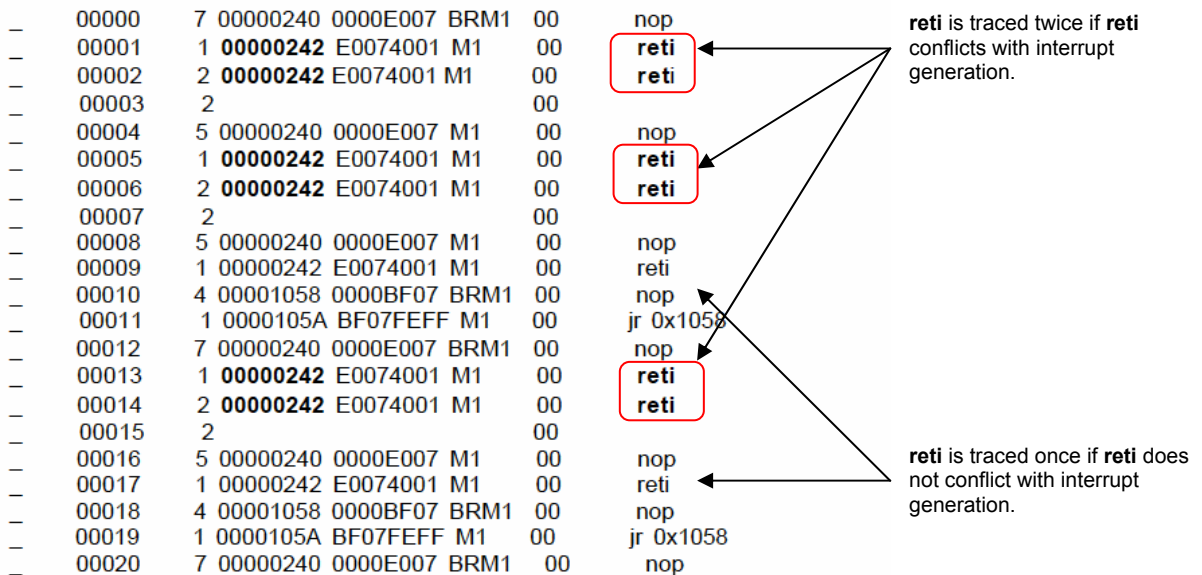 _ 00000 7 00000240 0000E007 BRM1 00 nop
_ 00001 1 00000242 E0074001 M1 00 reti
_ 00002 2 00000242 E0074001 M1 00 reti
_ 00003 2 00
_ 00004 5 00000240 0000E007 M1 00 nop
_ 00005 1 00000242 E0074001 M1 00 reti
_ 00006 2 00000242 E0074001 M1 00 reti
_ 00007 2 00
_ 00008 5 00000240 0000E007 M1 00 nop
_ 00009 1 00000242 E0074001 M1 00 reti
_ 00010 4 00001058 0000BF07 BRM1 00 nop
_ 00011 1 0000105A BF07FEFF M1 00 jr 0x1058
_ 00012 7 00000240 0000E007 BRM1 00 nop
_ 00013 1 00000242 E0074001 M1 00 reti
_ 00014 2 00000242 E0074001 M1 00 reti
_ 00015 2 00
_ 00016 5 00000240 0000E007 M1 00 nop
_ 00017 1 00000242 E0074001 M1 00 reti
_ 00018 4 00001058 0000BF07 BRM1 00 nop
_ 00019 1 0000105A BF07FEFF M1 00 jr 0x1058
_ 00020 7 00000240 0000E007 BRM1 00 nop
reti is traced twice if reti
conflicts with interrupt
generation.
reti is traced once if reti does
not conflict with interrupt
generation.